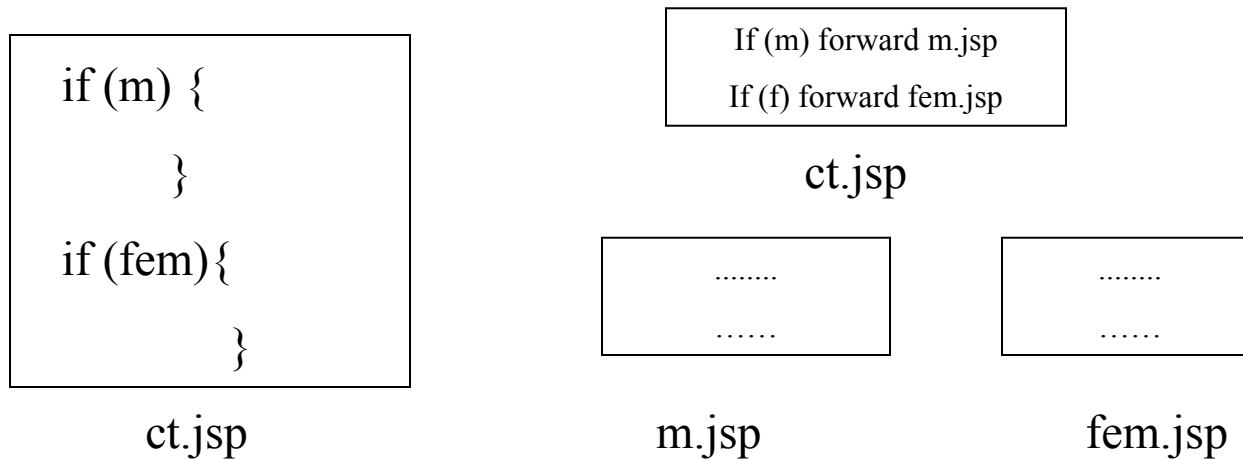 if (m) {
}
if (fem){
}
ct.jsp
If (m) forward m.jsp
If (f) forward fem.jsp
ct.jsp
........
……
m.jsp
........
……
fem.jsp